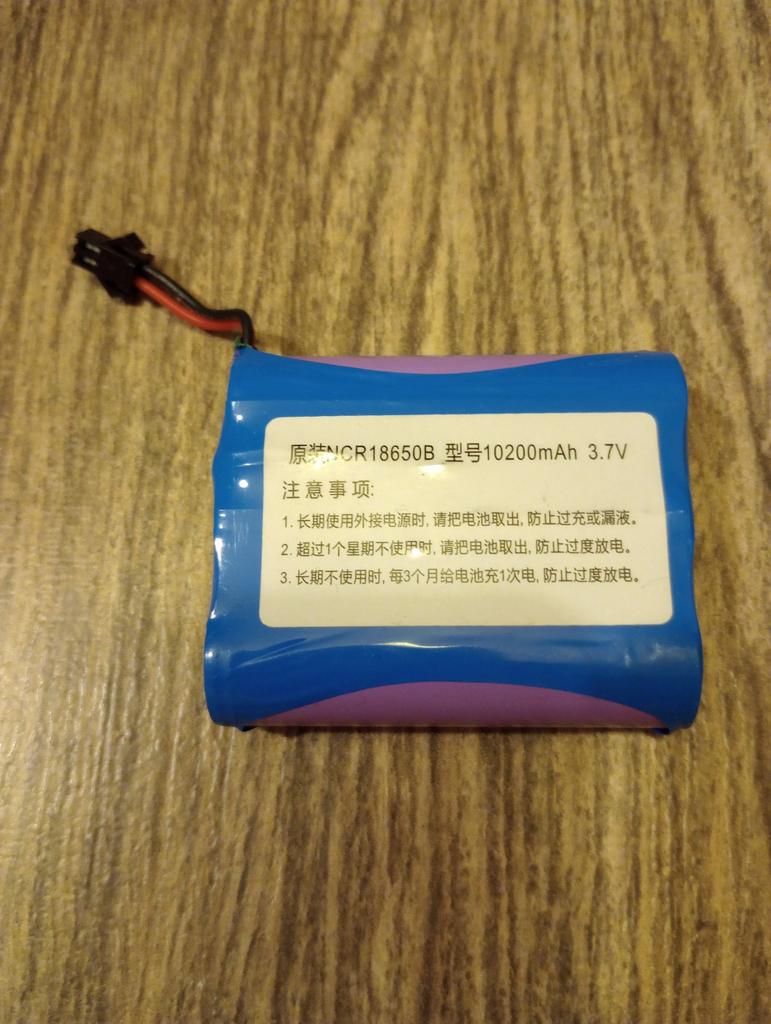 原装NCR18650B 型号10200mAh 3.7V
注意事项:
1. 长期使用外接电源时, 请把电池取出, 防止过充或漏液。
2. 超过1个星期不使用时, 请把电池取出, 防止过度放电。
3. 长期不使用时, 每3个月给电池充1次电, 防止过度放电。